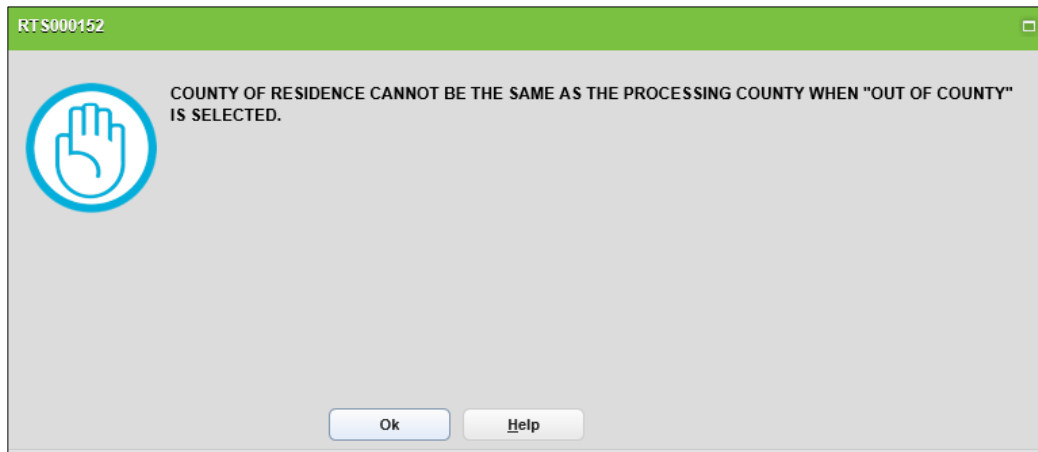 RTS000152
COUNTY OF RESIDENCE CANNOT BE THE SAME AS THE PROCESSING COUNTY WHEN "OUT OF COUNTY"
IS SELECTED.
Ok Help